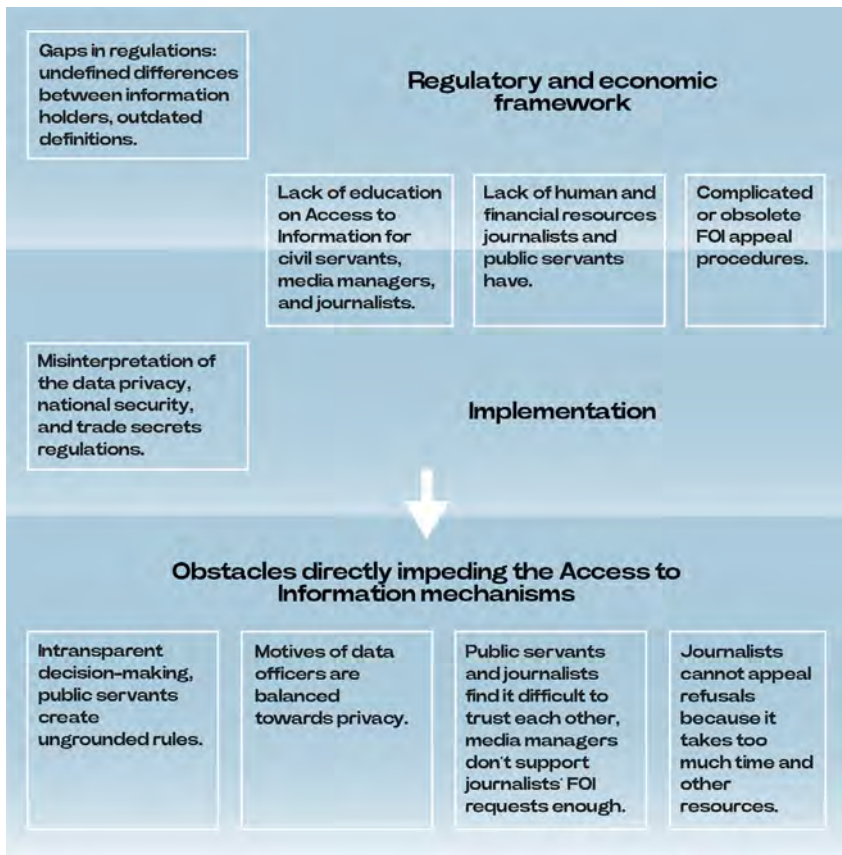 Gaps in regulations:
undefined differences
between information
holders, outdated
definitions.
Regulatory and economic
framework
Lack of education
on Access to
Information for
civil servants,
media managers,
and journalists.
Lack of human and
financial resources
journalists and
public servants
have.
Complicated
or obsolete
FOI appeal
procedures.
Misinterpretation of
the data privacy,
national security,
and trade secrets
regulations.
Implementation
Obstacles directly impeding the Access to
Information mechanisms
Intransparent
decision-making,
public servants
create
ungrounded rules.
Motives of data
officers are
balanced
towards privacy.
Public servants
and journalists
find it difficult to
trust each other,
media managers
don't support
journalists' FOI
requests enough.
Journalists
cannot appeal
refusals
because it
takes too
much time and
other
resources.